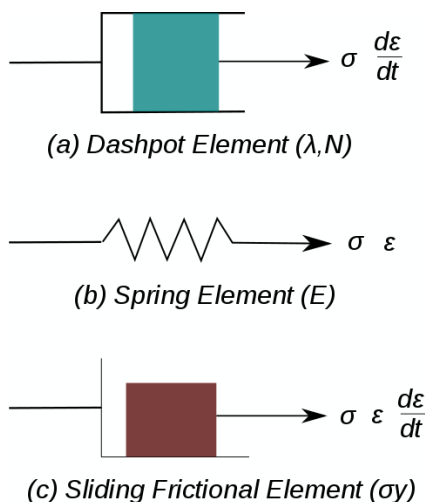 σ dε/dt
(a) Dashpot Element (λ,N)
σ ε
(b) Spring Element (E)
σ ε dε/dt
(c) Sliding Frictional Element (σy)